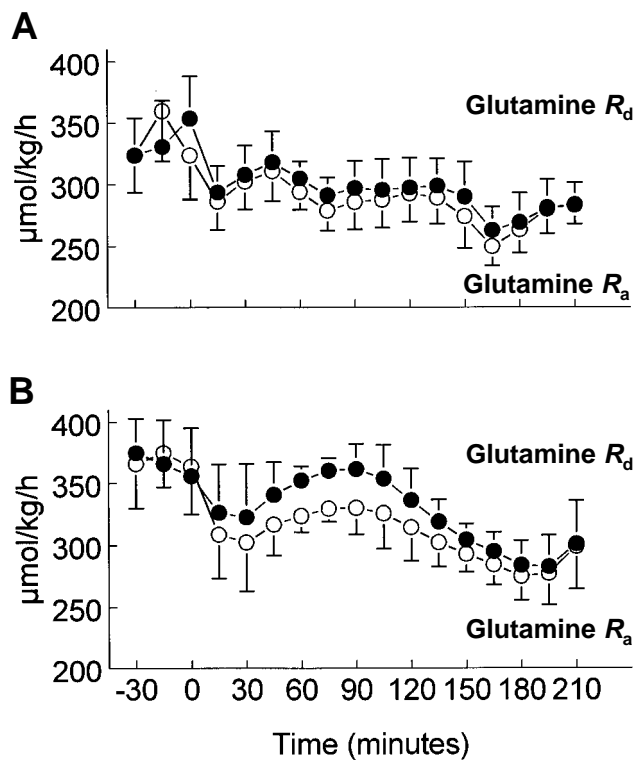 A
400
350
300
250
200
μmol/kg/h
Glutamine Rd
Glutamine Ra
B
400
350
300
250
200
μmol/kg/h
Glutamine Rd
Glutamine Ra
-30 0 30 60 90 120 150 180 210
Time (minutes)